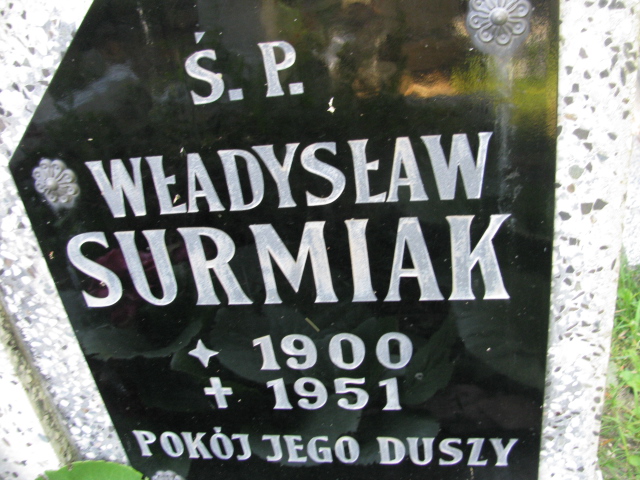 Ś. P.
WŁADYSŁAW
SURMIAK
✦ 1900
✝ 1951
POKÓJ JEGO DUSZY